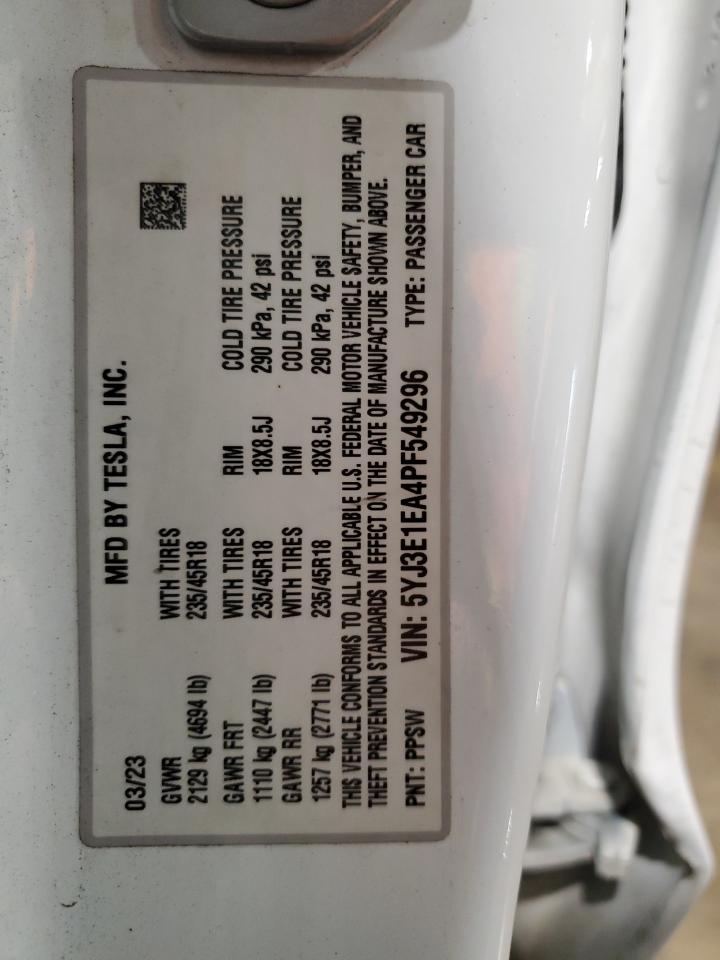 03/23 MFD BY TESLA, INC.
GVWR WITH TIRES
2129 kg (4694 lb) 235/45R18
GAWR FRT WITH TIRES RIM COLD TIRE PRESSURE
1110 kg (2447 lb) 235/45R18 18X8.5J 290 kPa, 42 psi
GAWR RR WITH TIRES RIM COLD TIRE PRESSURE
1257 kg (2771 lb) 235/45R18 18X8.5J 290 kPa, 42 psi
THIS VEHICLE CONFORMS TO ALL APPLICABLE U.S. FEDERAL MOTOR VEHICLE SAFETY, BUMPER, AND
THEFT PREVENTION STANDARDS IN EFFECT ON THE DATE OF MANUFACTURE SHOWN ABOVE.
PNT: PPSW VIN: 5YJ3E1EA4PF549296 TYPE: PASSENGER CAR